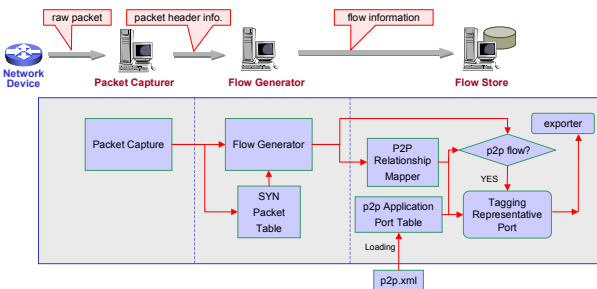 raw packet
packet header info.
flow information
Network
Device
Packet Capturer
Flow Generator
Flow Store
Packet Capture
Flow Generator
SYN
Packet
Table
P2P
Relationship
Mapper
p2p Application
Port Table
p2p flow?
exporter
YES
Tagging
Representative
Port
Loading
p2p.xml